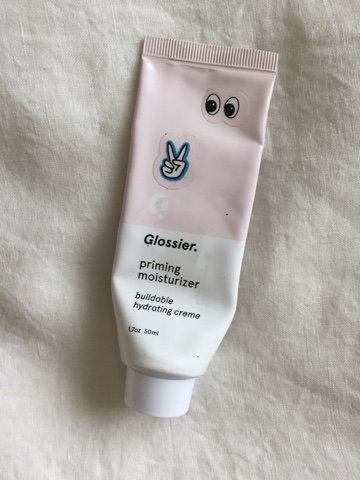 G
Glossier.
priming
moisturizer
buildable
hydrating creme
1.7oz 50ml